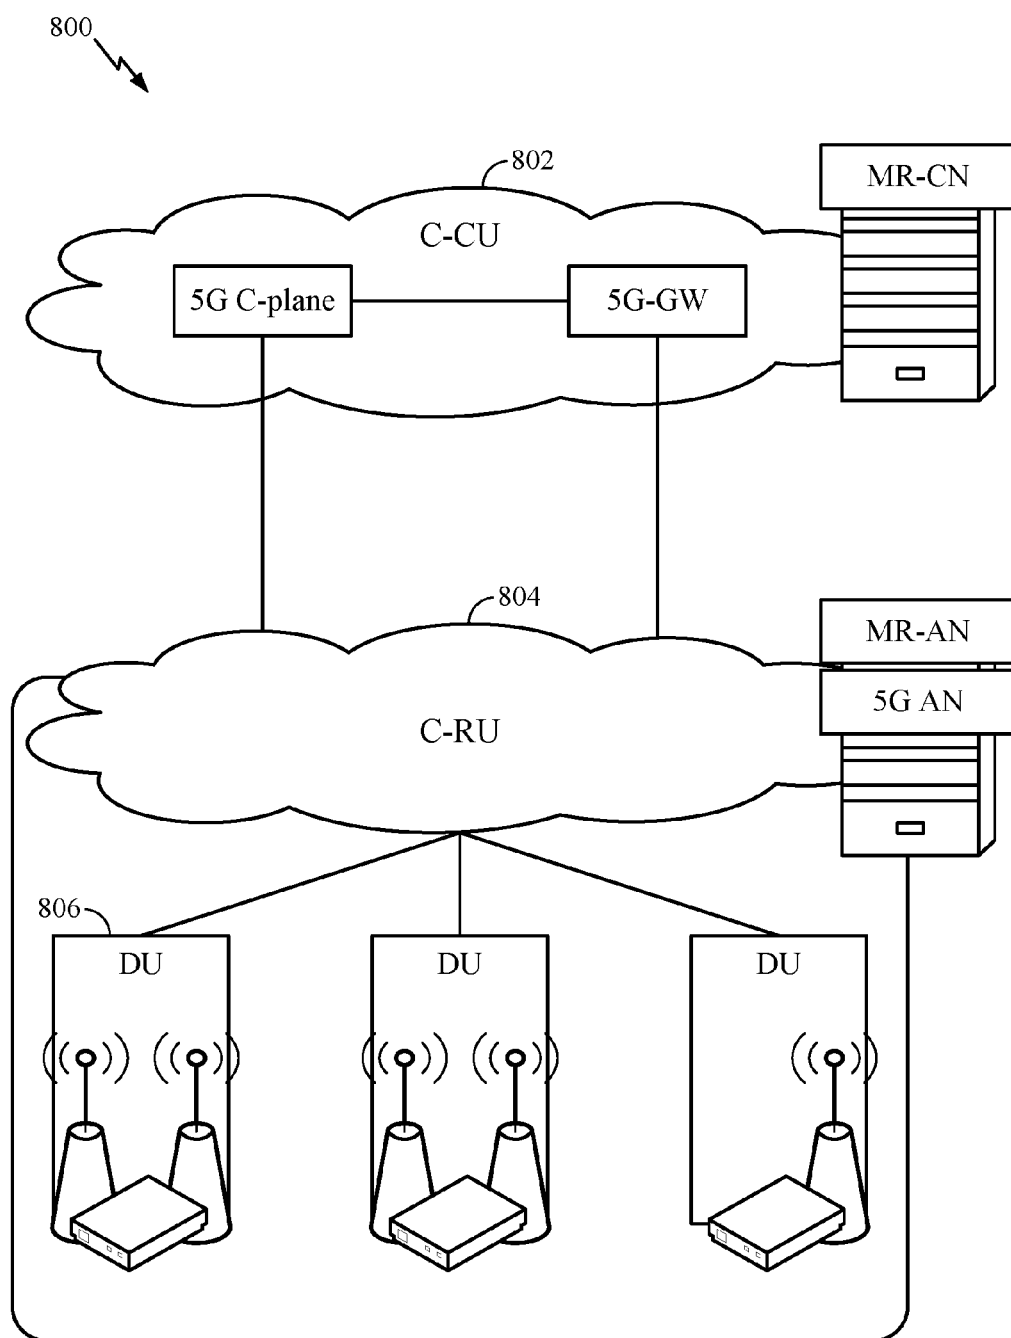 800
802
MR-CN
C-CU
5G C-plane
5G-GW
804
MR-AN
5G AN
C-RU
806
DU
DU
DU